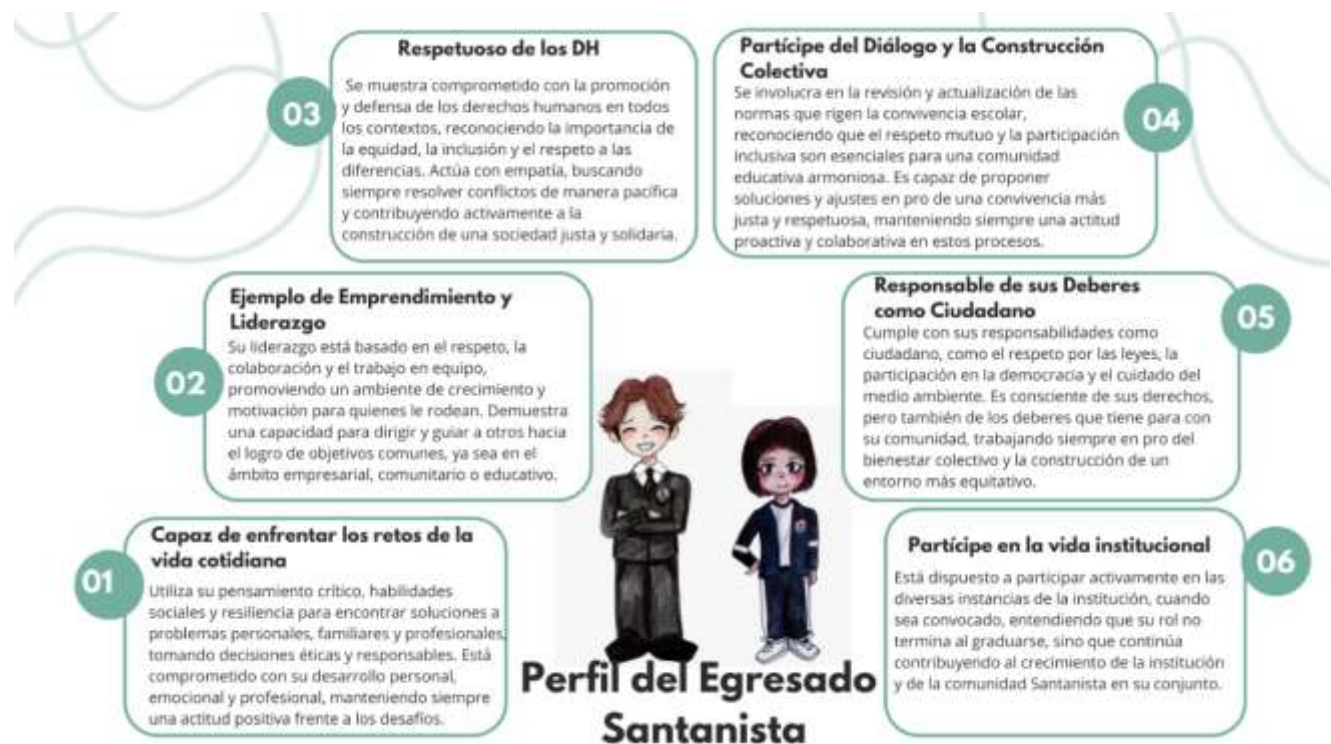 01
Capaz de enfrentar los retos de la
vida cotidiana
Utiliza su pensamiento crítico, habilidades
sociales y resiliencia para encontrar soluciones a
problemas personales, familiares y profesionales,
tomando decisiones éticas y responsables. Está
comprometido con su desarrollo personal,
emocional y profesional, manteniendo siempre
una actitud positiva frente a los desafíos.
02
Ejemplo de Emprendimiento y
Liderazgo
Su liderazgo está basado en el respeto, la
colaboración y el trabajo en equipo,
promoviendo un ambiente de crecimiento y
motivación para quienes le rodean. Demuestra
una capacidad para dirigir y guiar a otros hacia
el logro de objetivos comunes, ya sea en el
ámbito empresarial, comunitario o educativo.
03
Respetuoso de los DH
Se muestra comprometido con la promoción
y defensa de los derechos humanos en todos
los contextos, reconociendo la importancia de
la equidad, la inclusión y el respeto a las
diferencias. Actúa con empatía, buscando
siempre resolver conflictos de manera pacífica
y contribuyendo activamente a la
construcción de una sociedad justa y solidaria.
04
Partícipe del Diálogo y la Construcción
Colectiva
Se involucra en la revisión y actualización de las
normas que rigen la convivencia escolar,
reconociendo que el respeto mutuo y la participación
inclusiva son esenciales para una comunidad
educativa armoniosa. Es capaz de proponer
soluciones y ajustes en pro de una convivencia más
justa y respetuosa, manteniendo siempre una actitud
proactiva y colaborativa en estos procesos.
05
Responsable de sus Deberes
como Ciudadano
Cumple con sus responsabilidades como
ciudadano, como el respeto por las leyes, la
participación en la democracia y el cuidado del
medio ambiente. Es consciente de sus derechos,
pero también de los deberes que tiene para con
su comunidad, trabajando siempre en pro del
bienestar colectivo y la construcción de un
entorno más equitativo.
06
Partícipe en la vida institucional
Está dispuesto a participar activamente en las
diversas instancias de la institución, cuando
sea convocado, entendiendo que su rol no
termina al graduarse, sino que continúa
contribuyendo al crecimiento de la institución
y de la comunidad Santanista en su conjunto.
Perfil del Egresado
Santanista